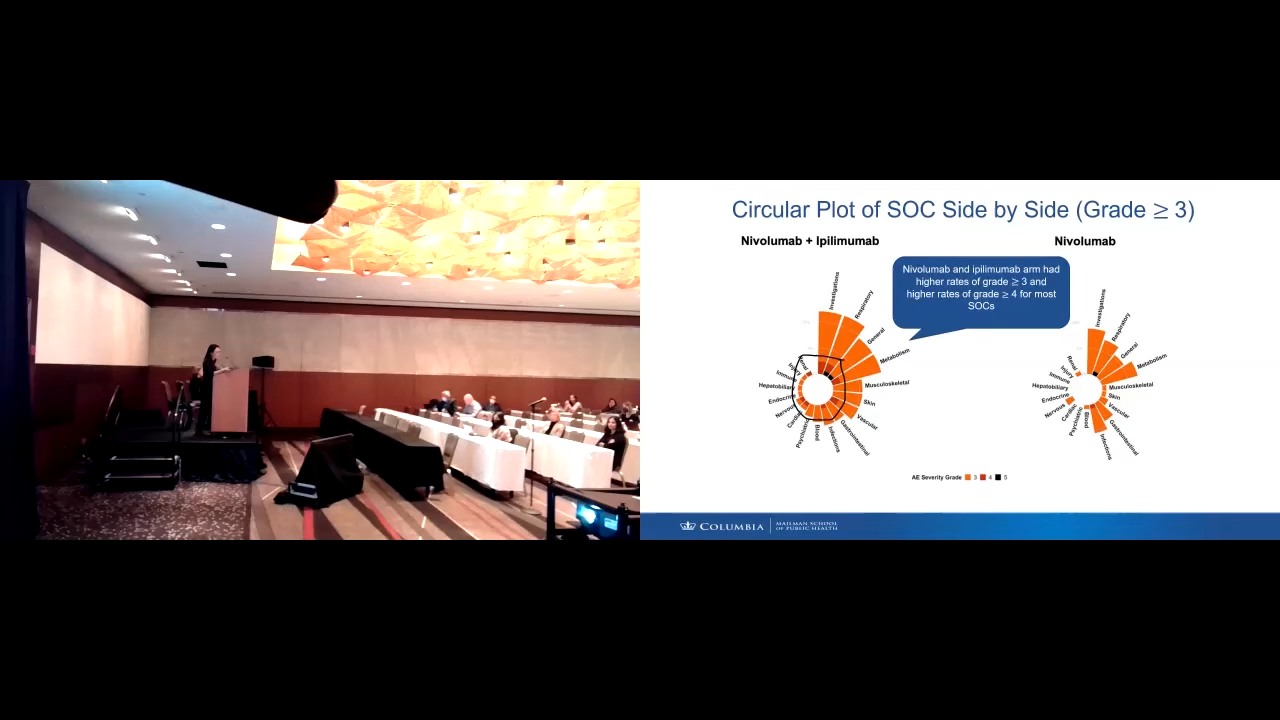 Circular Plot of SOC Side by Side (Grade ≥ 3)
Nivolumab + Ipilimumab
Nivolumab
Nivolumab and ipilimumab arm had
higher rates of grade ≥ 3 and
higher rates of grade ≥ 4 for most
SOCs
Investigations
Respiratory
General
Metabolism
Musculoskeletal
Skin
Vascular
Gastrointestinal
Infections
Blood
Psychiatric
Cardiac
Nervous
Endocrine
Hepatobiliary
Immune
Injury
Renal
Investigations
Respiratory
General
Metabolism
Musculoskeletal
Skin
Vascular
Gastrointestinal
Infections
Blood
Psychiatric
Cardiac
Nervous
Endocrine
Hepatobiliary
Immune
Injury
Renal
AE Severity Grade 3 4 5
COLUMBIA
MAILMAN SCHOOL
OF PUBLIC HEALTH